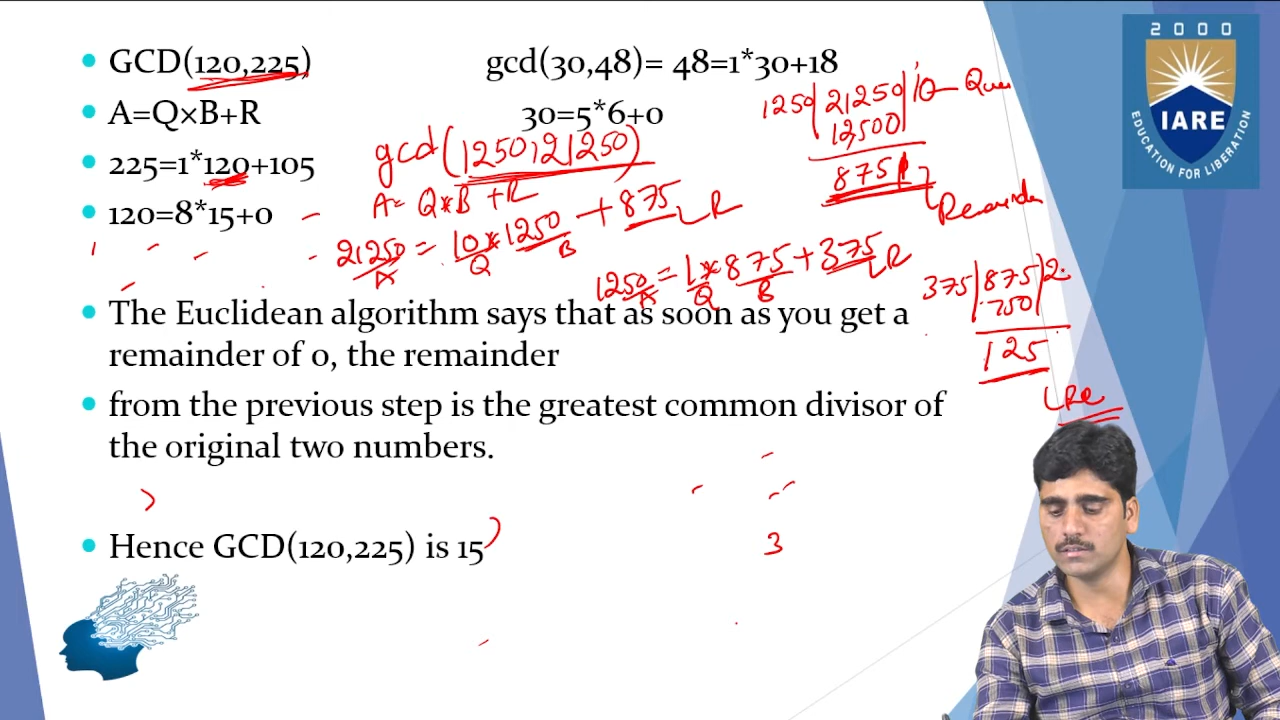 GCD(120,225)
gcd(30,48)= 48=1*30+18
A=Q×B+R
30=5*6+0
225=1*120+105
120=8*15+0
gcd(1250,21250)
A= Q*B +R
21250 = 10*1250 + 875
A Q B R
1250 = 1*875+375
A Q B R
1250 21250 10
12500
8751
Remainder
375 875 2
750
125
Re
The Euclidean algorithm says that as soon as you get a
remainder of 0, the remainder
from the previous step is the greatest common divisor of
the original two numbers.
Hence GCD(120,225) is 15
3
2000
IARE
EDUCATION FOR LIBERATION